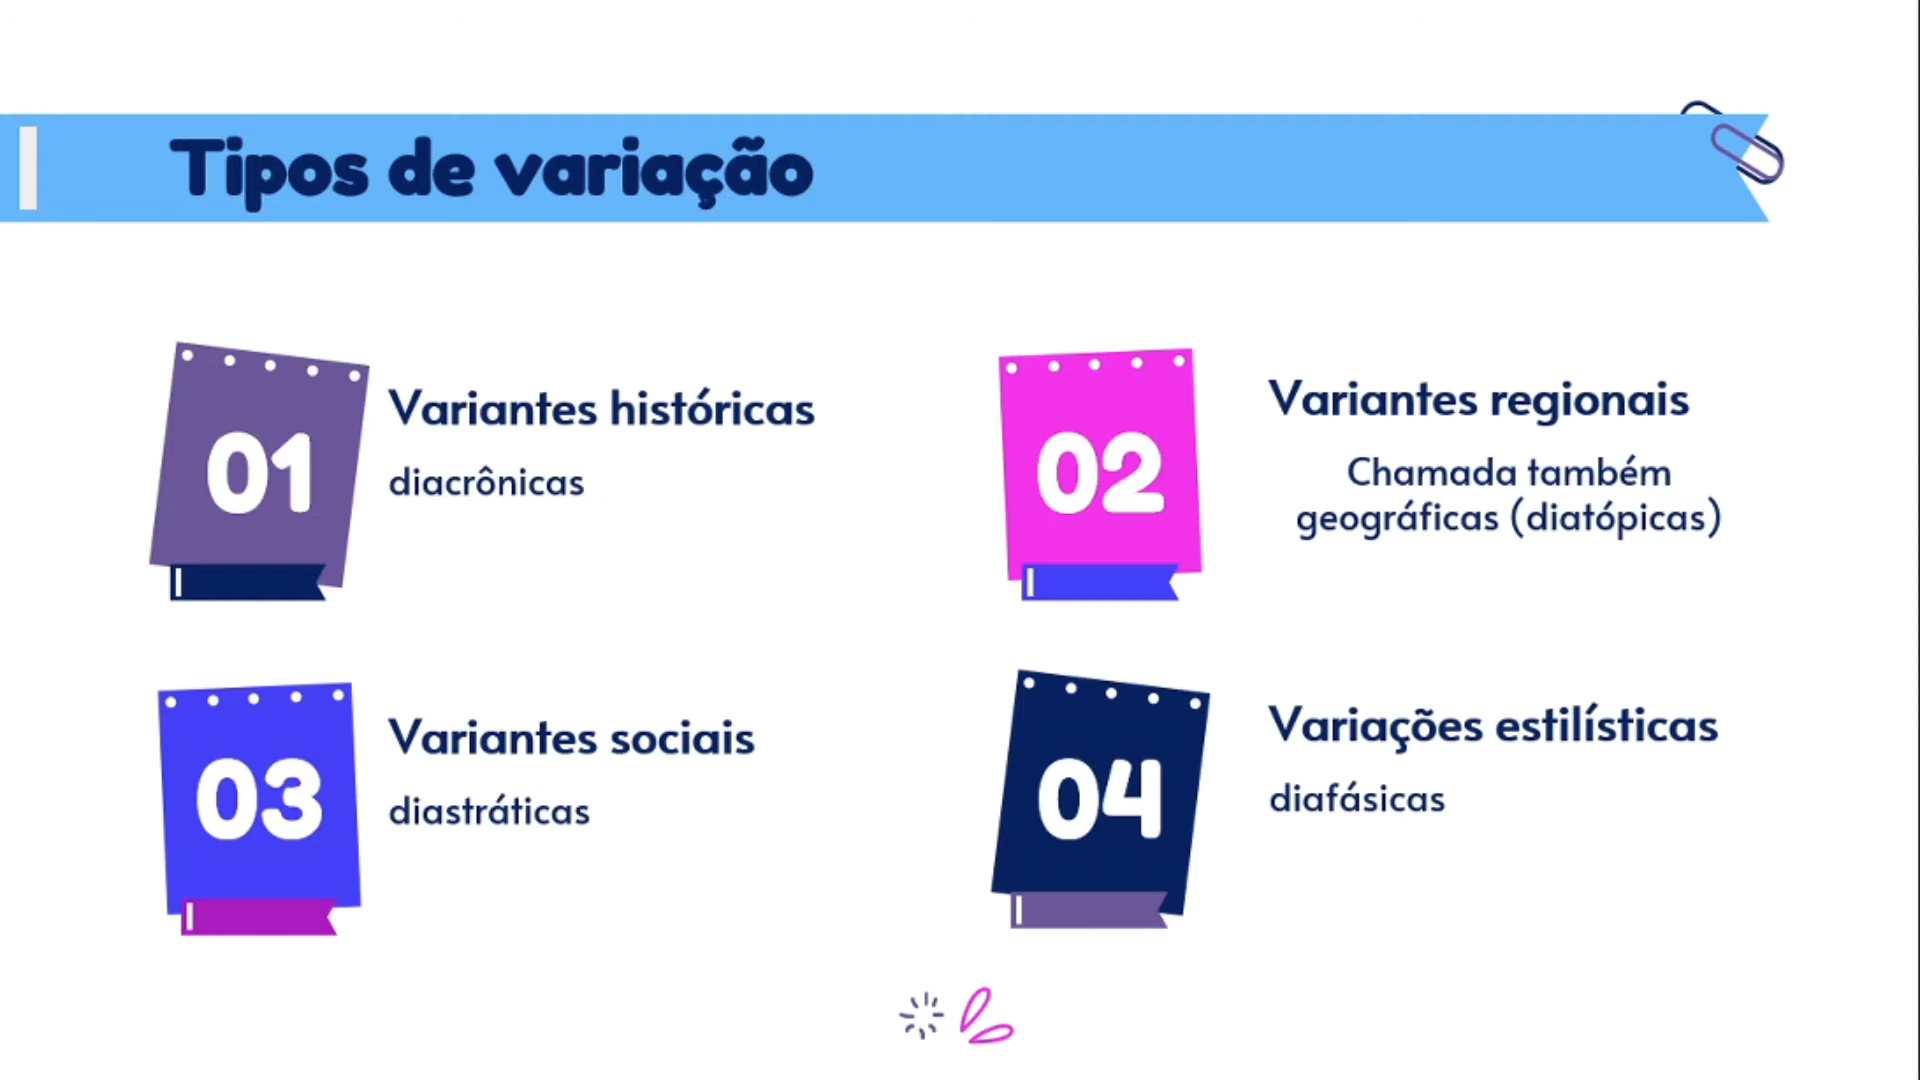 Tipos de variação
01
Variantes históricas
diacrônicas
02
Variantes regionais
Chamada também
geográficas (diatópicas)
03
Variantes sociais
diastráticas
04
Variações estilísticas
diafásicas